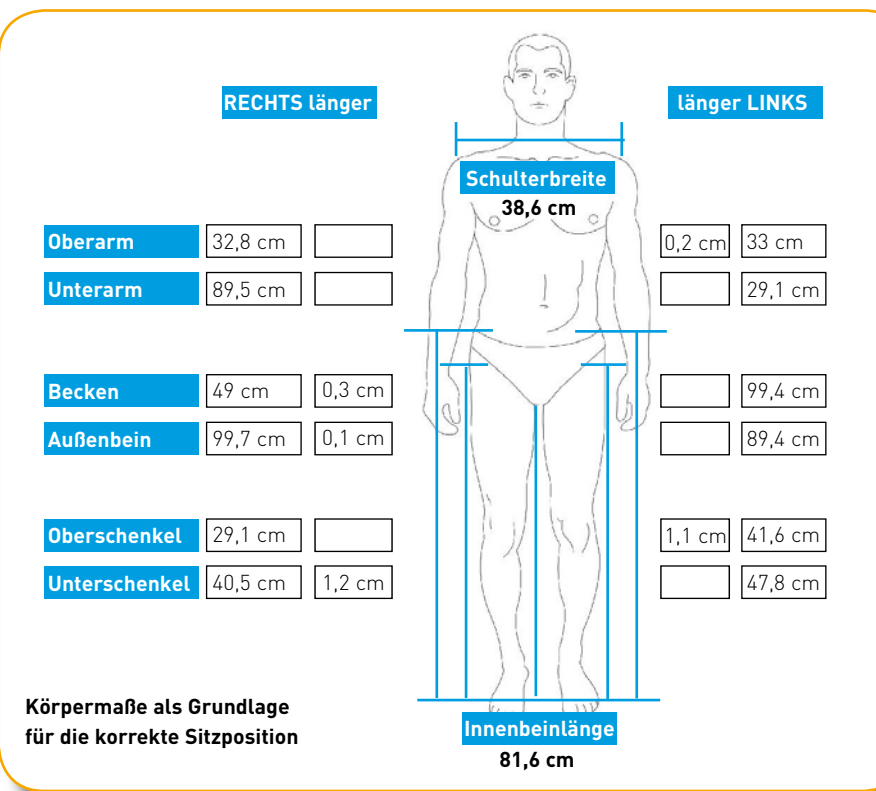 RECHTS länger
länger LINKS
Schulterbreite
38,6 cm
Oberarm 32,8 cm 0,2 cm 33 cm
Unterarm 89,5 cm 29,1 cm
Becken 49 cm 0,3 cm 99,4 cm
Außenbein 99,7 cm 0,1 cm 89,4 cm
Oberschenkel 29,1 cm 1,1 cm 41,6 cm
Unterschenkel 40,5 cm 1,2 cm 47,8 cm
Körpermaße als Grundlage
für die korrekte Sitzposition
Innenbeinlänge
81,6 cm